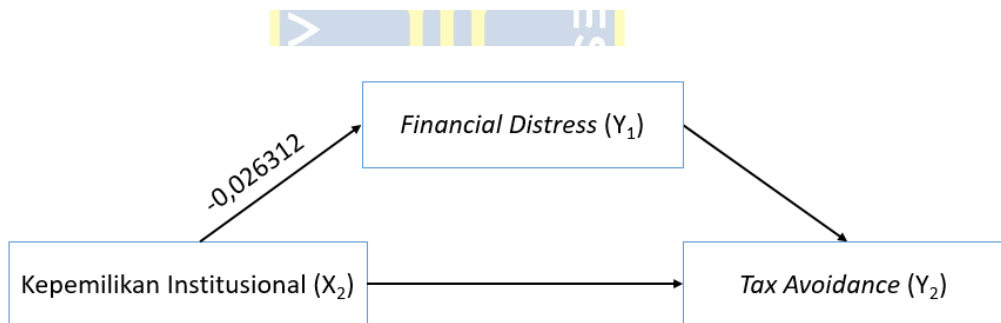 Financial Distress (Y₁)
-0,026312
Kepemilikan Institusional (X₂)
Tax Avoidance (Y₂)